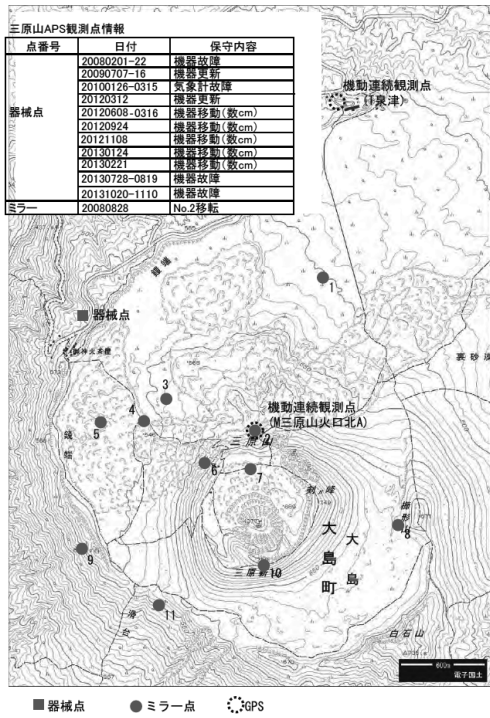 三原山APS観測点情報
点番号 日付 保守内容
器械点 20080201-22 機器故障
20090707-16 機器更新
20100126-0315 気象計故障
20120312 機器更新
20120608-0316 機器移動(数cm)
20120924 機器移動(数cm)
20121108 機器移動(数cm)
20130124 機器移動(数cm)
20130221 機器移動(数cm)
20130728-0819 機器故障
20131020-1110 機器故障
ミラー 20080828 No.2移転
機動連続観測点
1
器械点
3
機動連続観測点
(M三原山火口北A)
4
5
2
6
7
剣ヶ峰
大島町
大島
8
9
三原新山
10
11
白石山
600m
電子国土
器械点 ミラー点 GPS